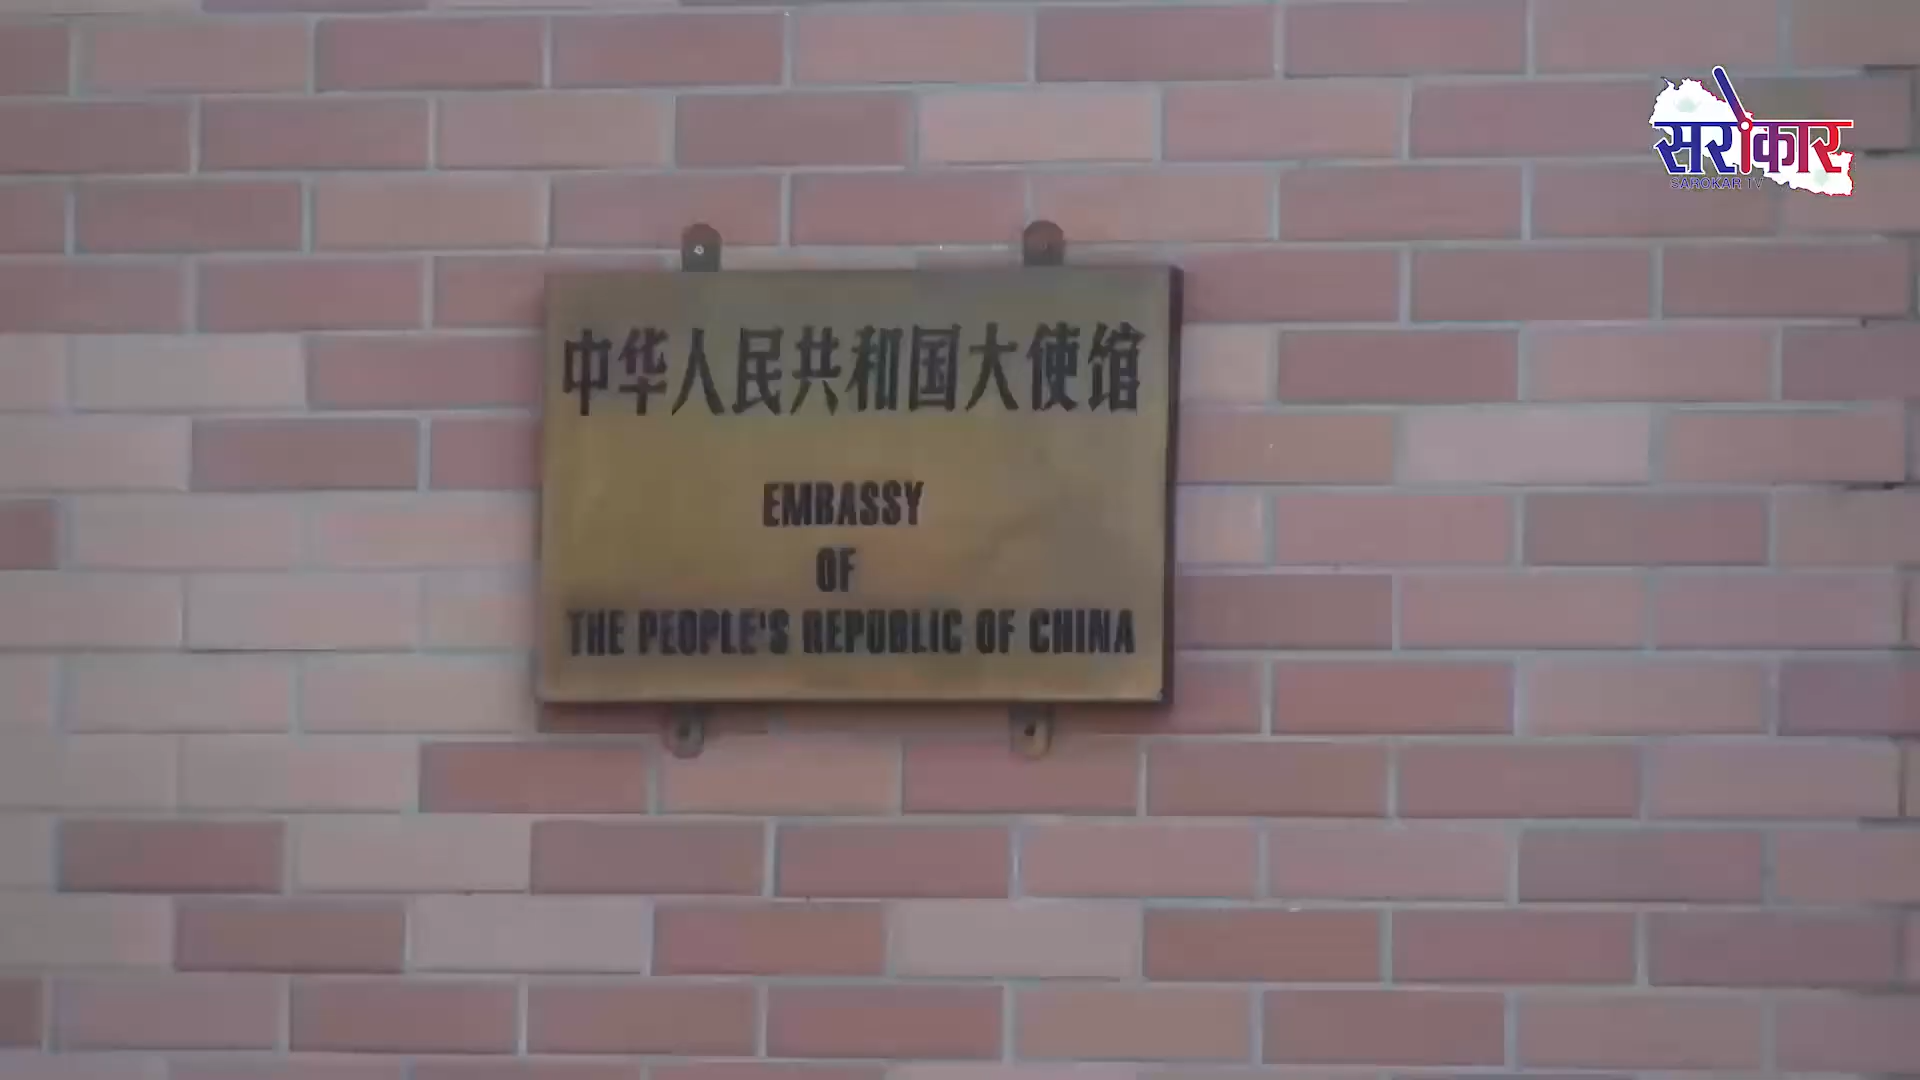 सरोकार
SAROKAR TV
中华人民共和国大使馆
EMBASSY
OF
THE PEOPLE'S REPUBLIC OF CHINA